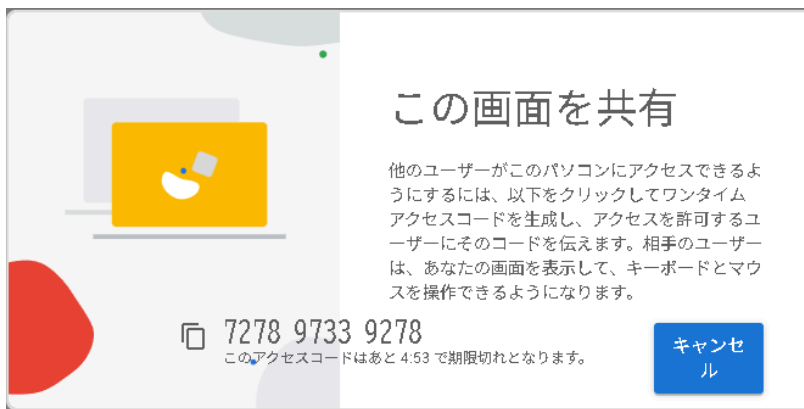 この画面を共有
他のユーザーがこのパソコンにアクセスできるよ
うにするには、以下をクリックしてワンタイム
アクセスコードを生成し、アクセスを許可するユ
ーザーにそのコードを伝えます。相手のユーザー
は、あなたの画面を表示して、キーボードとマウ
スを操作できるようになります。
7278 9733 9278
このアクセスコードはあと 4:53 で期限切れとなります。
キャンセ
ル